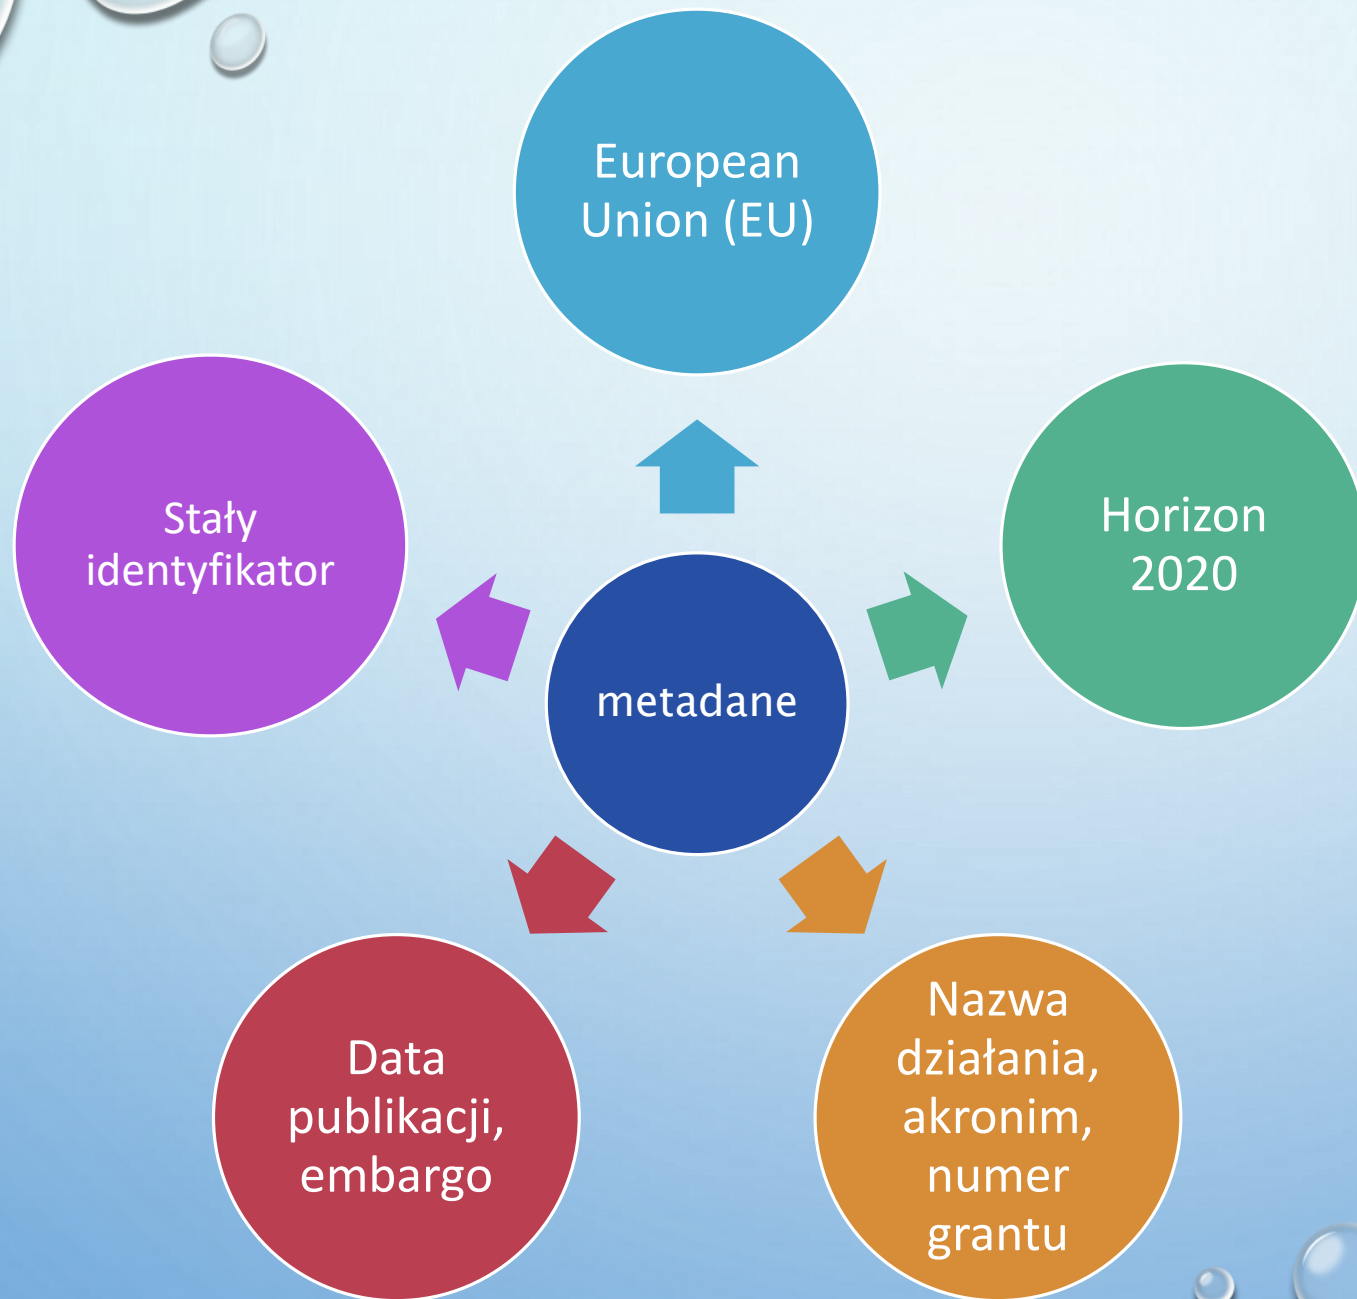 European
Union (EU)
Horizon
2020
Nazwa
działania,
akronim,
numer
grantu
Data
publikacji,
embargo
Stały
identyfikator
metadane